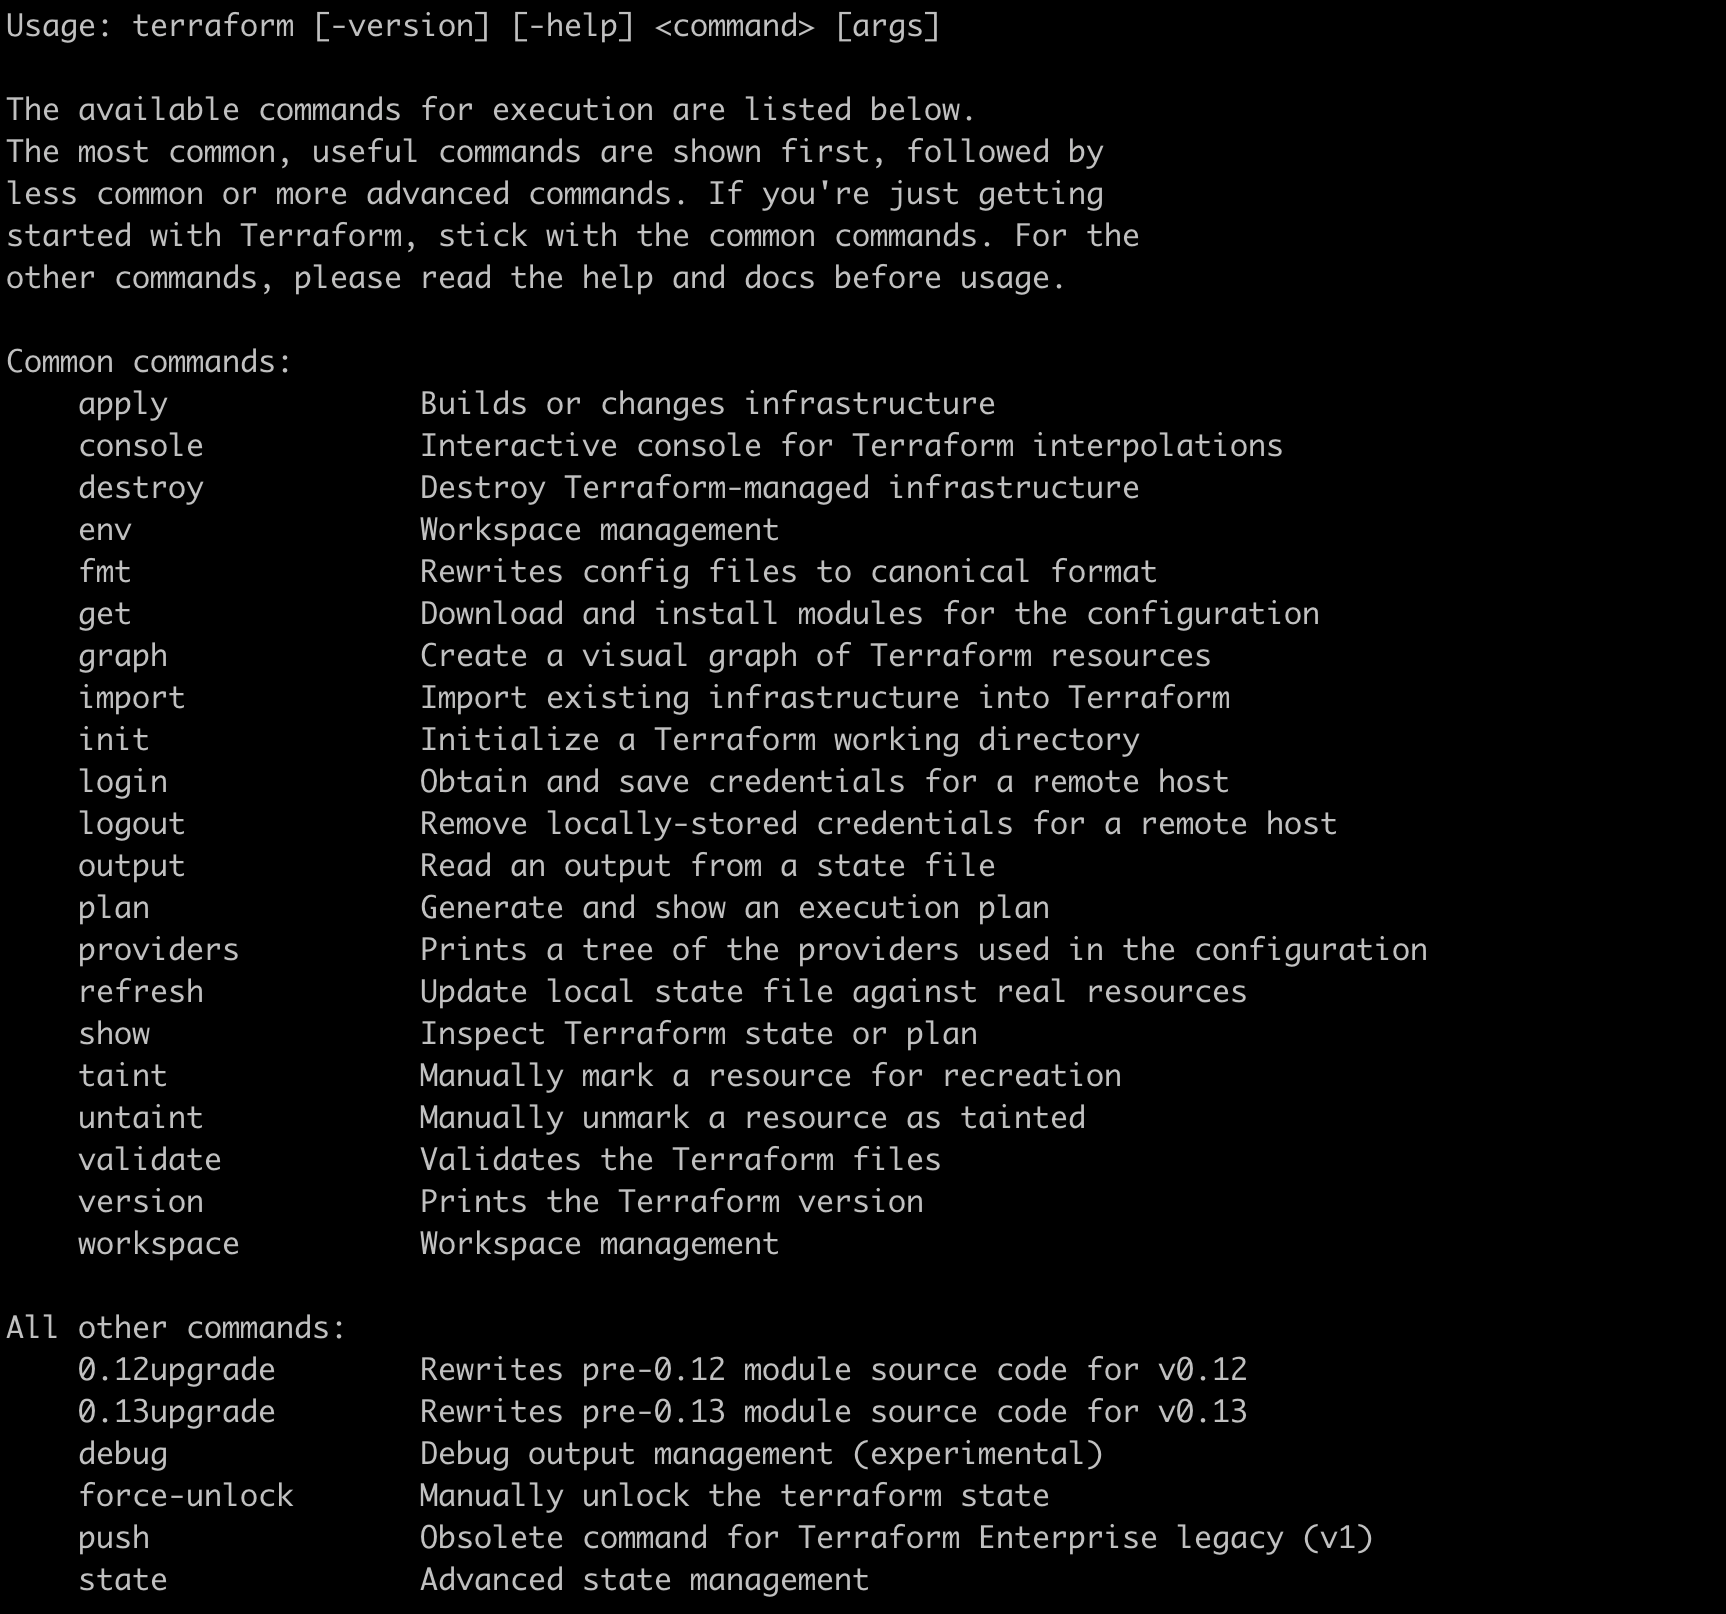 Usage: terraform [-version] [-help] <command> [args]

The available commands for execution are listed below.
The most common, useful commands are shown first, followed by
less common or more advanced commands. If you're just getting
started with Terraform, stick with the common commands. For the
other commands, please read the help and docs before usage.

Common commands:
    apply              Builds or changes infrastructure
    console            Interactive console for Terraform interpolations
    destroy            Destroy Terraform-managed infrastructure
    env                Workspace management
    fmt                Rewrites config files to canonical format
    get                Download and install modules for the configuration
    graph              Create a visual graph of Terraform resources
    import             Import existing infrastructure into Terraform
    init               Initialize a Terraform working directory
    login              Obtain and save credentials for a remote host
    logout             Remove locally-stored credentials for a remote host
    output             Read an output from a state file
    plan               Generate and show an execution plan
    providers          Prints a tree of the providers used in the configuration
    refresh            Update local state file against real resources
    show               Inspect Terraform state or plan
    taint              Manually mark a resource for recreation
    untaint            Manually unmark a resource as tainted
    validate           Validates the Terraform files
    version            Prints the Terraform version
    workspace          Workspace management

All other commands:
    0.12upgrade        Rewrites pre-0.12 module source code for v0.12
    0.13upgrade        Rewrites pre-0.13 module source code for v0.13
    debug              Debug output management (experimental)
    force-unlock       Manually unlock the terraform state
    push               Obsolete command for Terraform Enterprise legacy (v1)
    state              Advanced state management